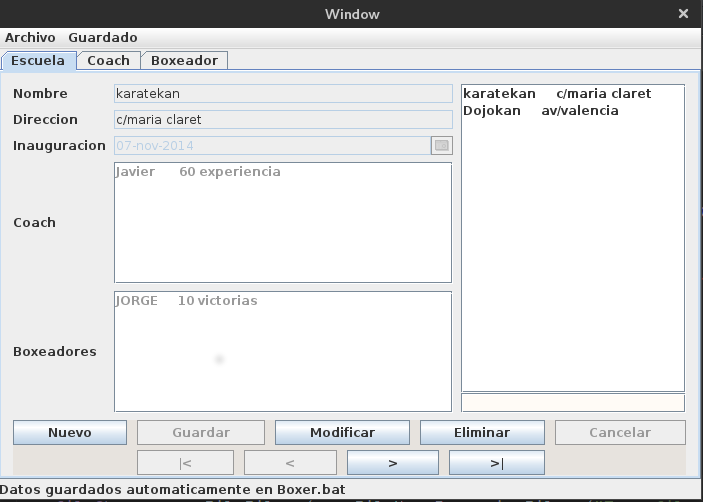 Window
Archivo Guardado
Escuela Coach Boxeador
Nombre karatekan
Direccion c/maria claret
Inauguracion 07-nov-2014
Coach
Javier 60 experiencia
Boxeadores
JORGE 10 victorias
karatekan c/maria claret
Dojokan av/valencia
Nuevo Guardar Modificar Eliminar Cancelar
|< < > >|
Datos guardados automaticamente en Boxer.bat